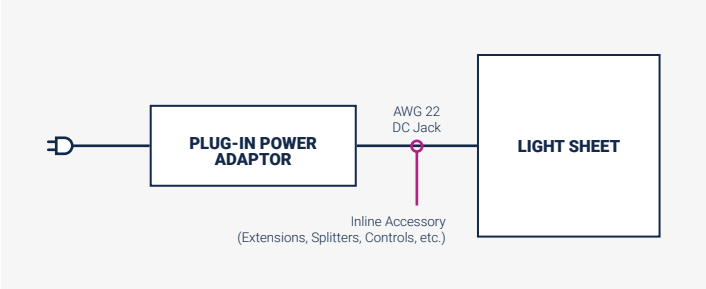 PLUG-IN POWER
ADAPTOR
AWG 22
DC Jack
LIGHT SHEET
Inline Accessory
(Extensions, Splitters, Controls, etc.)